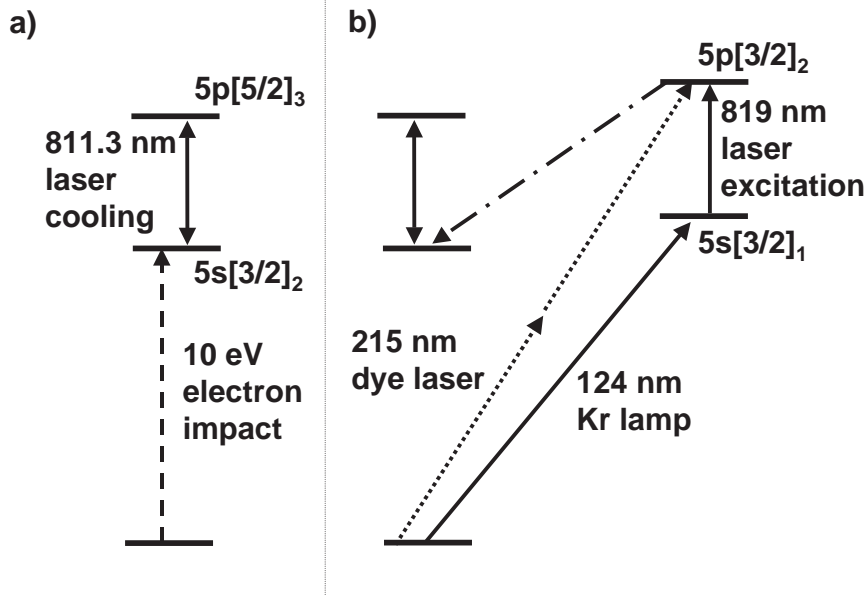 a)
5p[5/2]₃
811.3 nm
laser
cooling
5s[3/2]₂
10 eV
electron
impact
b)
5p[3/2]₂
819 nm
laser
excitation
5s[3/2]₁
215 nm
dye laser
124 nm
Kr lamp